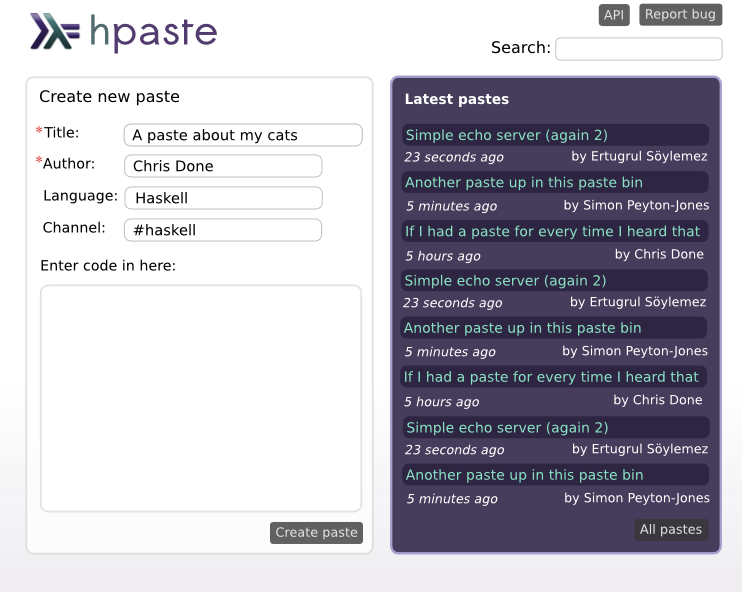 hpaste
API
Report bug
Search:
Create new paste
*Title:
A paste about my cats
*Author:
Chris Done
Language:
Haskell
Channel:
#haskell
Enter code in here:
Create paste
Latest pastes
Simple echo server (again 2)
23 seconds ago by Ertugrul Söylemez
Another paste up in this paste bin
5 minutes ago by Simon Peyton-Jones
If I had a paste for every time I heard that
5 hours ago by Chris Done
Simple echo server (again 2)
23 seconds ago by Ertugrul Söylemez
Another paste up in this paste bin
5 minutes ago by Simon Peyton-Jones
If I had a paste for every time I heard that
5 hours ago by Chris Done
Simple echo server (again 2)
23 seconds ago by Ertugrul Söylemez
Another paste up in this paste bin
5 minutes ago by Simon Peyton-Jones
All pastes